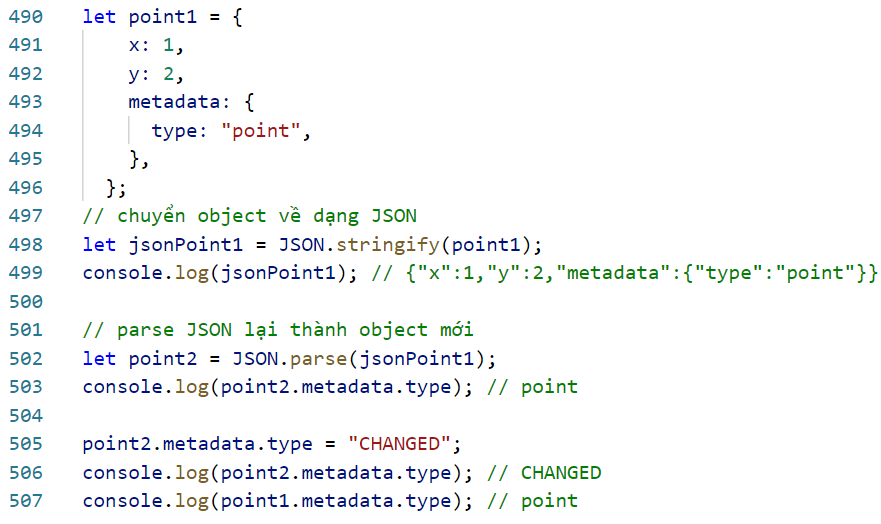 490 let point1 = {
491     x: 1,
492     y: 2,
493     metadata: {
494       type: "point",
495     },
496   };
497 // chuyển object về dạng JSON
498 let jsonPoint1 = JSON.stringify(point1);
499 console.log(jsonPoint1); // {"x":1,"y":2,"metadata":{"type":"point"}}
500
501 // parse JSON lại thành object mới
502 let point2 = JSON.parse(jsonPoint1);
503 console.log(point2.metadata.type); // point
504
505 point2.metadata.type = "CHANGED";
506 console.log(point2.metadata.type); // CHANGED
507 console.log(point1.metadata.type); // point